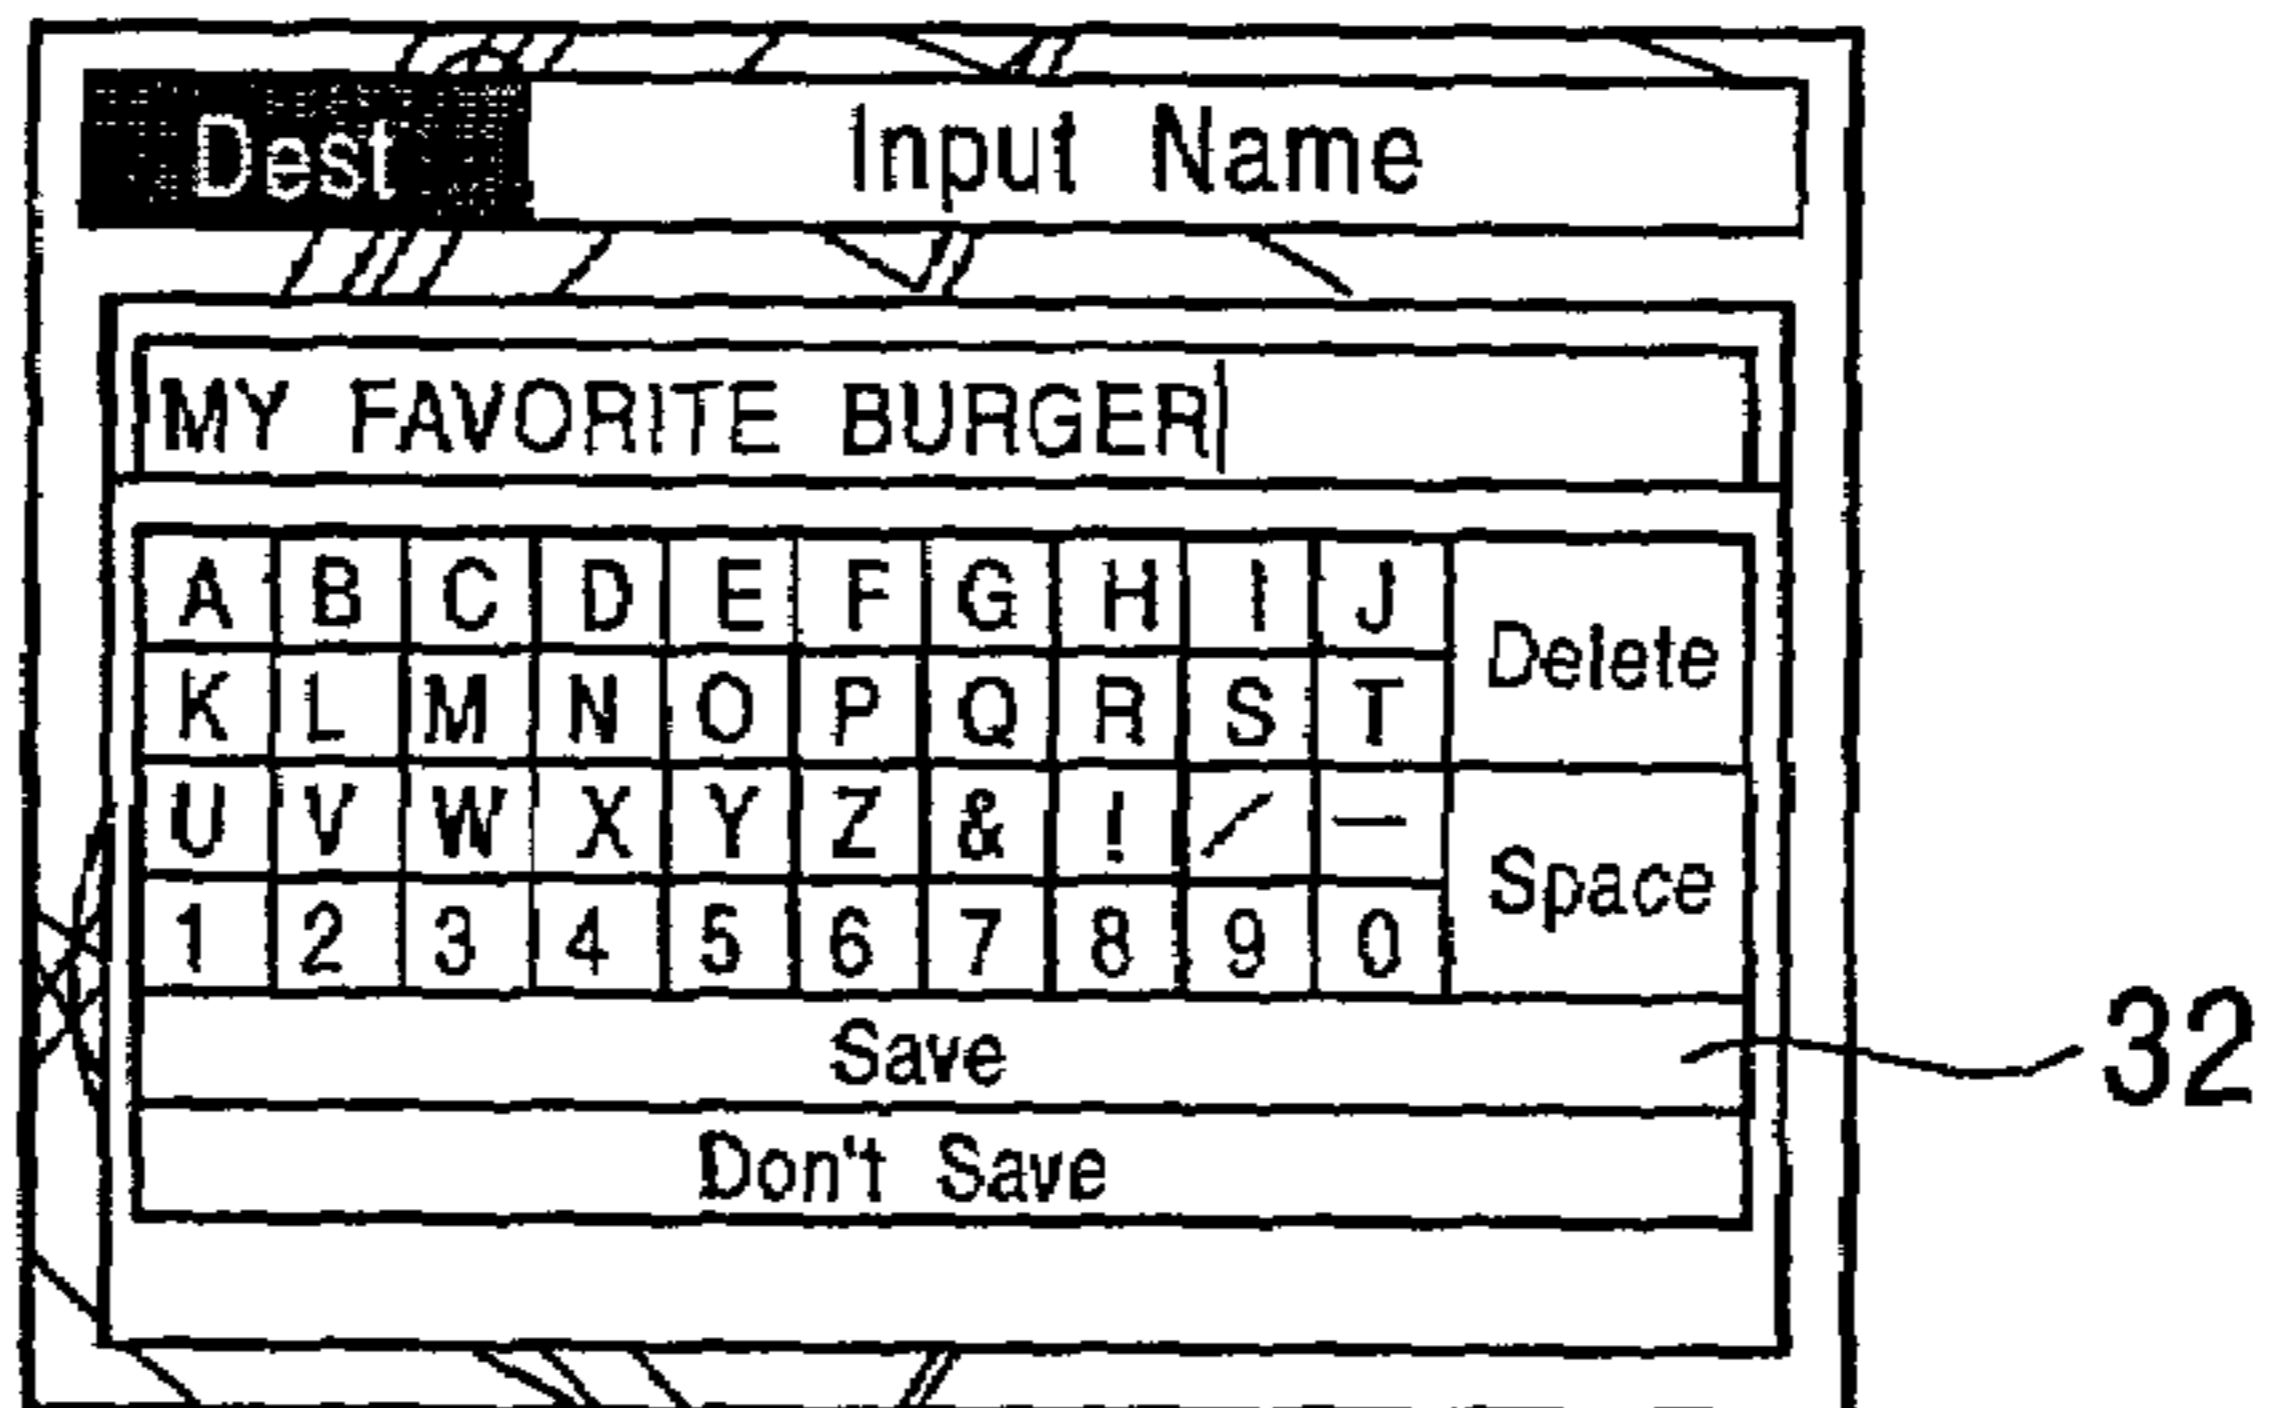 Dest Input Name
MY FAVORITE BURGER
A B C D E F G H I J Delete
K L M N O P Q R S T
U V W X Y Z & ! / — Space
1 2 3 4 5 6 7 8 9 0
Save 32
Don't Save